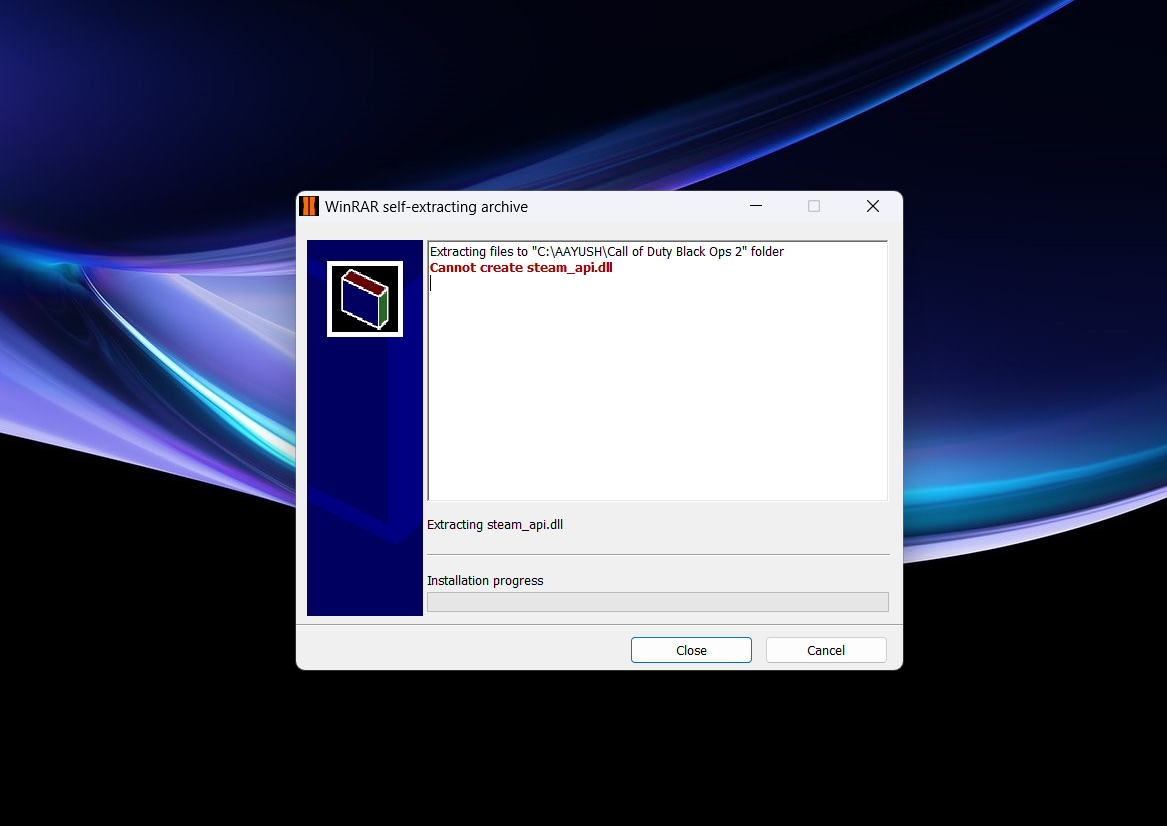 WinRAR self-extracting archive
Extracting files to "C:\AAYUSH\Call of Duty Black Ops 2" folder
Cannot create steam_api.dll
Extracting steam_api.dll
Installation progress
Close
Cancel